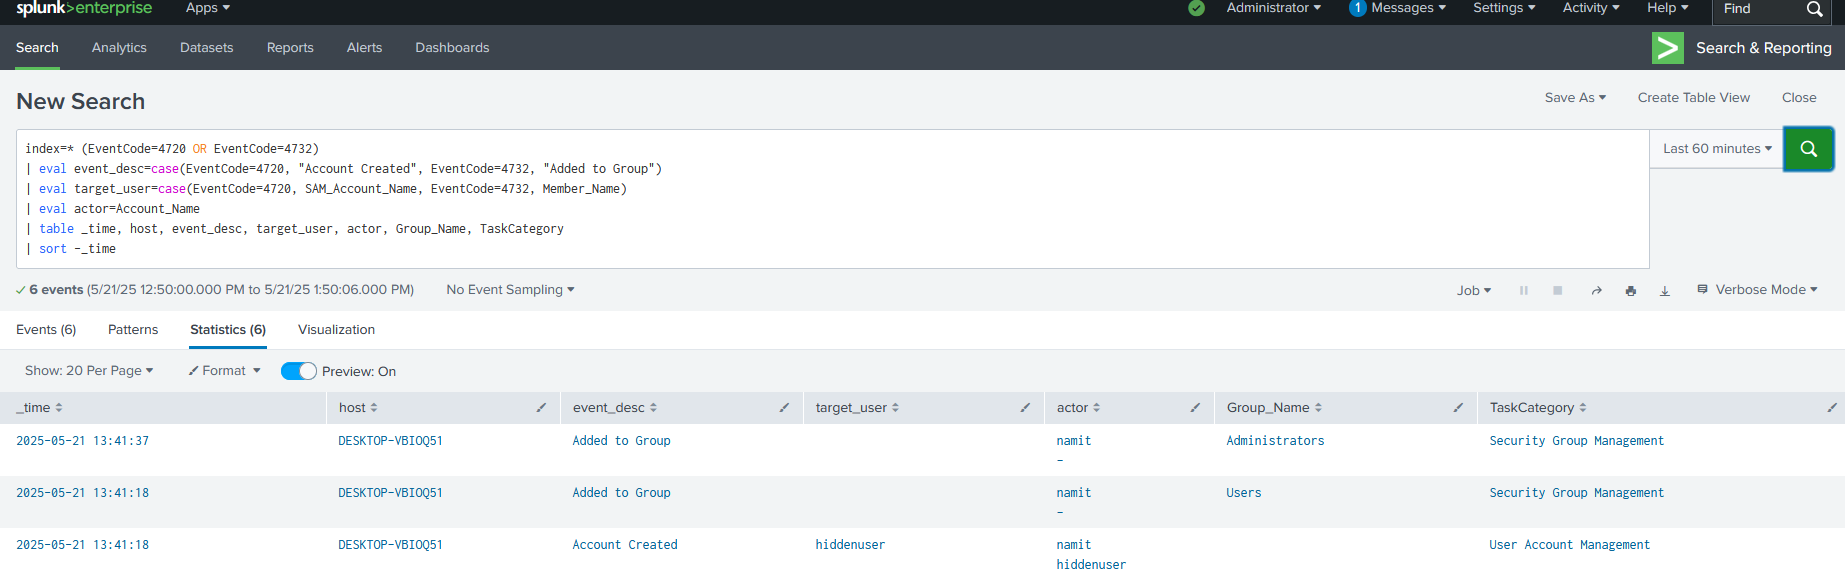 splunk>enterprise Apps Administrator 1 Messages Settings Activity Help Find
Search Analytics Datasets Reports Alerts Dashboards > Search & Reporting
New Search Save As Create Table View Close
index=* (EventCode=4720 OR EventCode=4732)
| eval event_desc=case(EventCode=4720, "Account Created", EventCode=4732, "Added to Group")
| eval target_user=case(EventCode=4720, SAM_Account_Name, EventCode=4732, Member_Name)
| eval actor=Account_Name
| table _time, host, event_desc, target_user, actor, Group_Name, TaskCategory
| sort -_time
Last 60 minutes
6 events (5/21/25 12:50:00.000 PM to 5/21/25 1:50:06.000 PM) No Event Sampling Job Verbose Mode
Events (6) Patterns Statistics (6) Visualization
Show: 20 Per Page Format Preview: On
_time host event_desc target_user actor Group_Name TaskCategory
2025-05-21 13:41:37 DESKTOP-VBIOQ51 Added to Group namit Administrators Security Group Management
-
2025-05-21 13:41:18 DESKTOP-VBIOQ51 Added to Group namit Users Security Group Management
-
2025-05-21 13:41:18 DESKTOP-VBIOQ51 Account Created hiddenuser namit User Account Management
hiddenuser